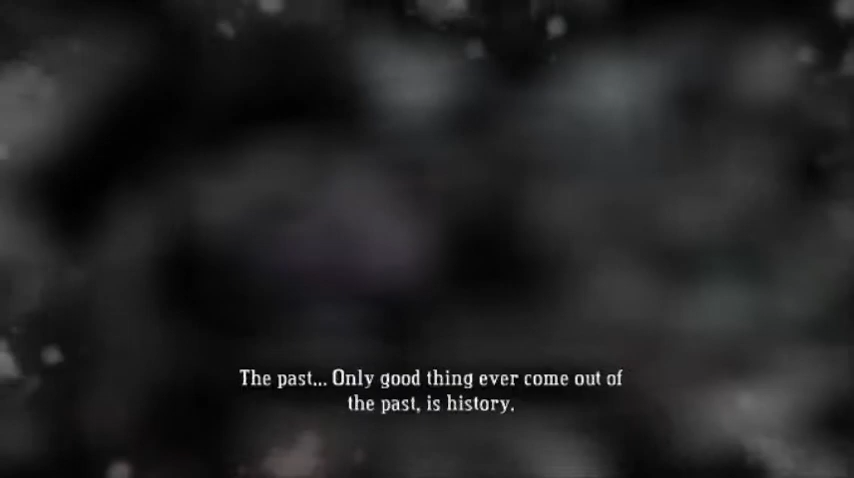 The past... Only good thing ever come out of
the past, is history.